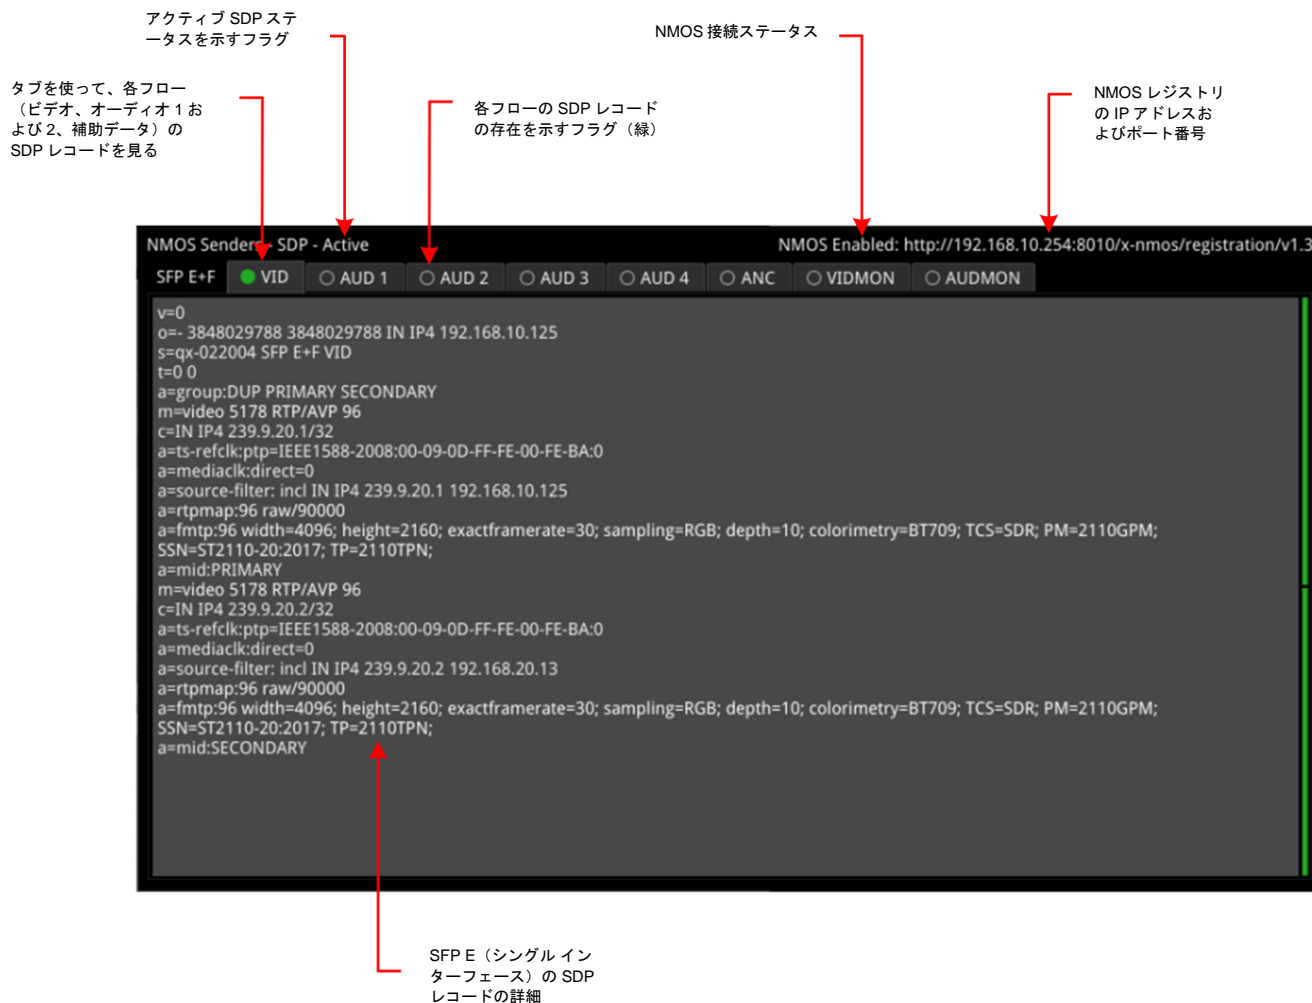 アクティブ SDP ステ
ータスを示すフラグ
NMOS 接続ステータス
タブを使って、各フロー
（ビデオ、オーディオ 1 お
よび 2、補助データ）の
SDP レコードを見る
各フローの SDP レコード
の存在を示すフラグ（緑）
NMOS レジストリ
の IP アドレスお
よびポート番号
NMOS Senders - SDP - Active
NMOS Enabled: http://192.168.10.254:8010/x-nmos/registration/v1.3
SFP E+F VID AUD 1 AUD 2 AUD 3 AUD 4 ANC VIDMON AUDMON
v=0
o=- 3848029788 3848029788 IN IP4 192.168.10.125
s=qx-022004 SFP E+F VID
t=0 0
a=group:DUP PRIMARY SECONDARY
m=video 5178 RTP/AVP 96
c=IN IP4 239.9.20.1/32
a=ts-refclk:ptp=IEEE1588-2008:00-09-0D-FF-FE-00-FE-BA:0
a=mediaclk:direct=0
a=source-filter: incl IN IP4 239.9.20.1 192.168.10.125
a=rtpmap:96 raw/90000
a=fmtp:96 width=4096; height=2160; exactframerate=30; sampling=RGB; depth=10; colorimetry=BT709; TCS=SDR; PM=2110GPM;
SSN=ST2110-20:2017; TP=2110TPN;
a=mid:PRIMARY
m=video 5178 RTP/AVP 96
c=IN IP4 239.9.20.2/32
a=ts-refclk:ptp=IEEE1588-2008:00-09-0D-FF-FE-00-FE-BA:0
a=mediaclk:direct=0
a=source-filter: incl IN IP4 239.9.20.2 192.168.20.13
a=rtpmap:96 raw/90000
a=fmtp:96 width=4096; height=2160; exactframerate=30; sampling=RGB; depth=10; colorimetry=BT709; TCS=SDR; PM=2110GPM;
SSN=ST2110-20:2017; TP=2110TPN;
a=mid:SECONDARY
SFP E（シングル イン
ターフェース）の SDP
レコードの詳細